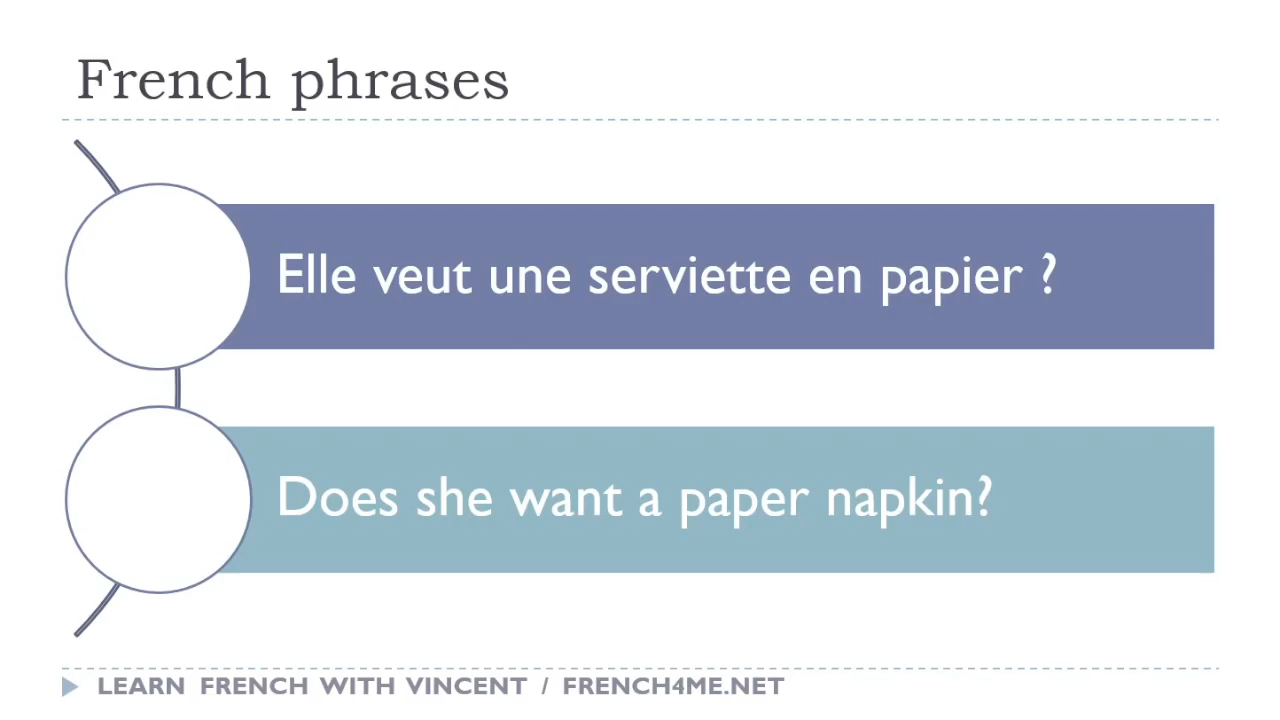 French phrases
Elle veut une serviette en papier ?
Does she want a paper napkin?
LEARN FRENCH WITH VINCENT / FRENCH4ME.NET